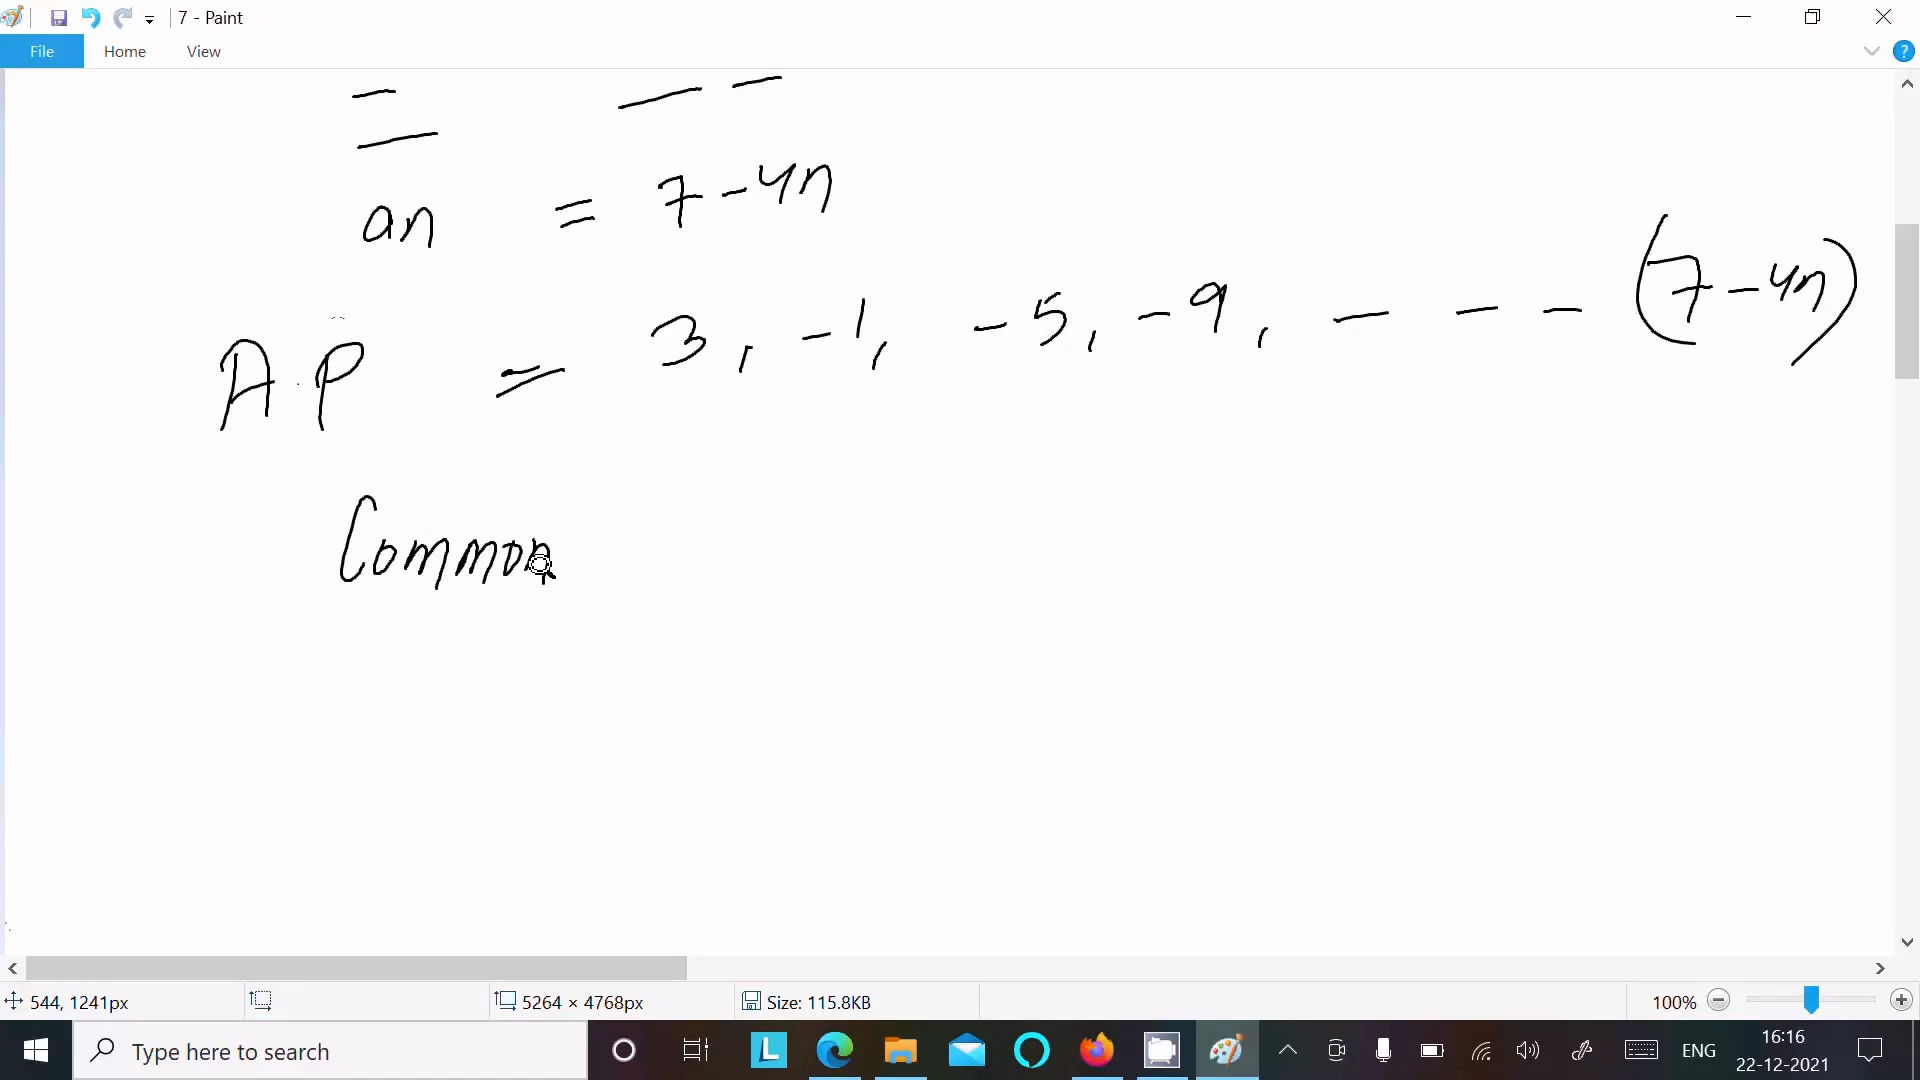 7 - Paint
File Home View
an = 7-4n
A.P = 3, -1, -5, -9, - - - (7-4n)
Common
544, 1241px 5264 × 4768px Size: 115.8KB 100%
Type here to search L ENG 16:16
22-12-2021